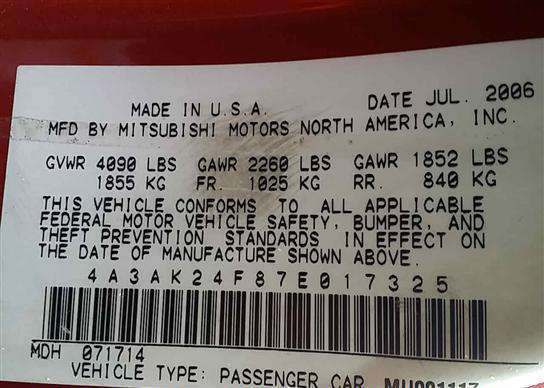 MADE IN U.S.A. DATE JUL. 2006
MFD BY MITSUBISHI MOTORS NORTH AMERICA, INC.
GVWR 4090 LBS GAWR 2260 LBS GAWR 1852 LBS
1855 KG FR. 1025 KG RR. 840 KG
THIS VEHICLE CONFORMS TO ALL APPLICABLE
FEDERAL MOTOR VEHICLE SAFETY, BUMPER, AND
THEFT PREVENTION STANDARDS IN EFFECT ON
THE DATE OF MANUFACTURE SHOWN ABOVE.
4A3AK24F87E017325
MDH 071714
VEHICLE TYPE: PASSENGER CAR